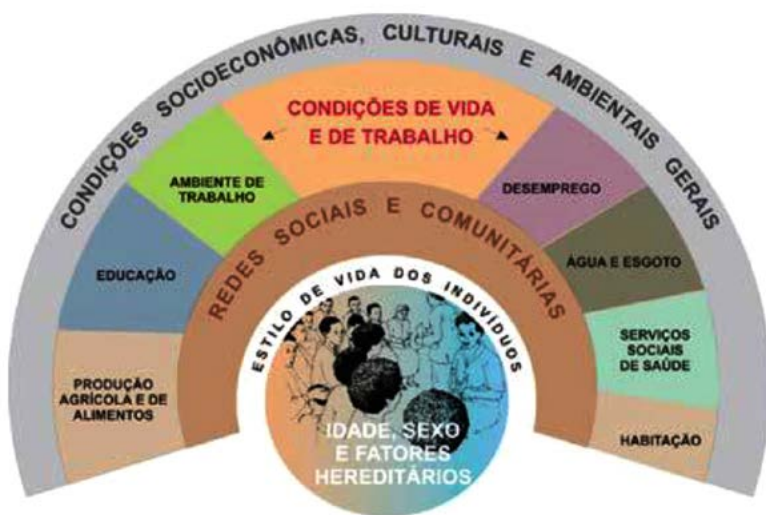 CONDIÇÕES SOCIOECONÔMICAS, CULTURAIS E AMBIENTAIS GERAIS
CONDIÇÕES DE VIDA
E DE TRABALHO
AMBIENTE DE
TRABALHO
DESEMPREGO
EDUCAÇÃO
ÁGUA E ESGOTO
PRODUÇÃO
AGRÍCOLA E DE
ALIMENTOS
SERVIÇOS
SOCIAIS
DE SAÚDE
HABITAÇÃO
REDES SOCIAIS E COMUNITÁRIAS
ESTILO DE VIDA DOS INDIVÍDUOS
IDADE, SEXO
E FATORES
HEREDITÁRIOS